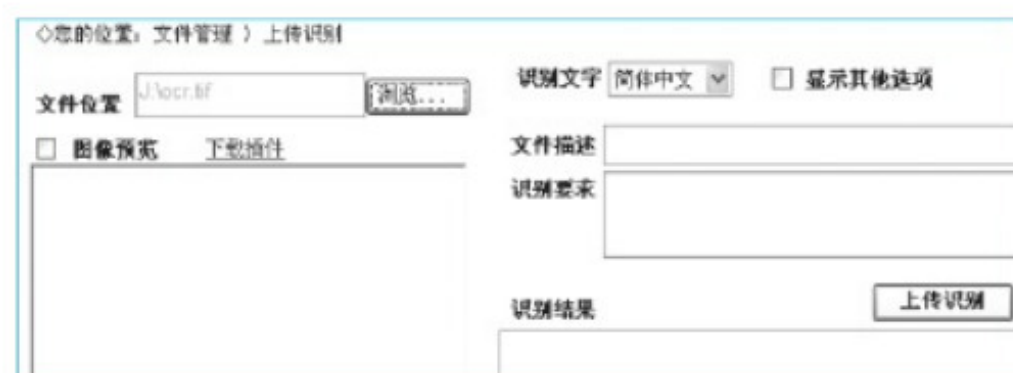 ◇您的位置：文件管理 〉上传识别
文件位置 J:\ocr.tif 浏览...
图像预览 下载插件
识别文字 简体中文 显示其他选项
文件描述
识别要求
上传识别
识别结果